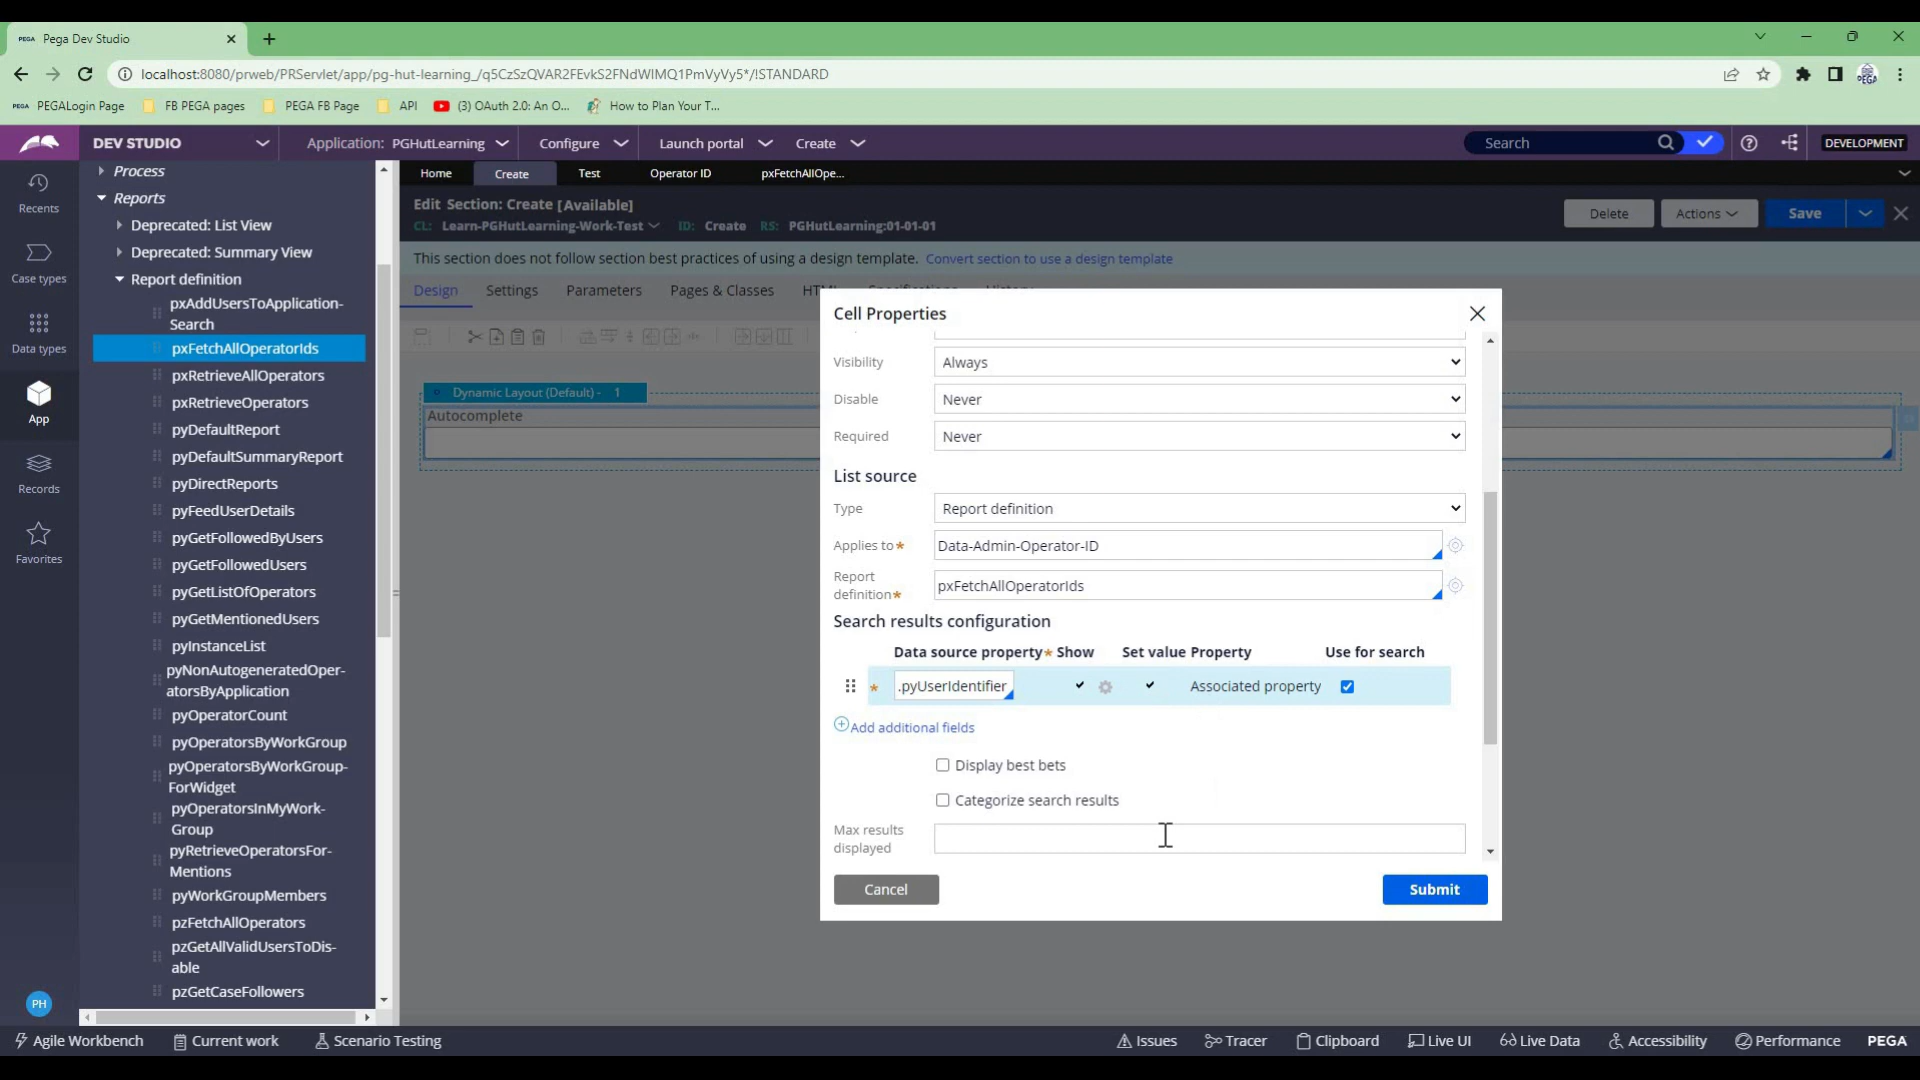 PEGA Pega Dev Studio
localhost:8080/prweb/PRServlet/app/pg-hut-learning_/q5CzSzQVAR2FEvkS2FNdWIMQ1PmVyVy5*/!STANDARD
PEGA PEGALogin Page FB PEGA pages PEGA FB Page API (3) OAuth 2.0: An O... How to Plan Your T...
DEV STUDIO Application: PGHutLearning Configure Launch portal Create Search DEVELOPMENT
Home Create Test Operator ID pxFetchAllOpe...
Edit Section: Create [Available]
Delete Actions Save
CL: Learn-PGHutLearning-Work-Test ID: Create RS: PGHutLearning:01-01-01
This section does not follow section best practices of using a design template. Convert section to use a design template
Design Settings Parameters Pages & Classes
Dynamic Layout (Default) - 1
Autocomplete
Recents
Case types
Data types
App
Records
Favorites
PH
Process
Reports
Deprecated: List View
Deprecated: Summary View
Report definition
pxAddUsersToApplication-
Search
pxFetchAllOperatorIds
pxRetrieveAllOperators
pxRetrieveOperators
pyDefaultReport
pyDefaultSummaryReport
pyDirectReports
pyFeedUserDetails
pyGetFollowedByUsers
pyGetFollowedUsers
pyGetListOfOperators
pyGetMentionedUsers
pyInstanceList
pyNonAutogeneratedOper-
atorsByApplication
pyOperatorCount
pyOperatorsByWorkGroup
pyOperatorsByWorkGroup-
ForWidget
pyOperatorsInMyWork-
Group
pyRetrieveOperatorsFor-
Mentions
pyWorkGroupMembers
pzFetchAllOperators
pzGetAllValidUsersToDis-
able
pzGetCaseFollowers
Cell Properties
Visibility Always
Disable Never
Required Never
List source
Type Report definition
Applies to* Data-Admin-Operator-ID
Report
definition* pxFetchAllOperatorIds
Search results configuration
Data source property* Show Set value Property Use for search
* .pyUserIdentifier Associated property
Add additional fields
Display best bets
Categorize search results
Max results
displayed
Cancel Submit
Agile Workbench Current work Scenario Testing Issues Tracer Clipboard Live UI Live Data Accessibility Performance PEGA